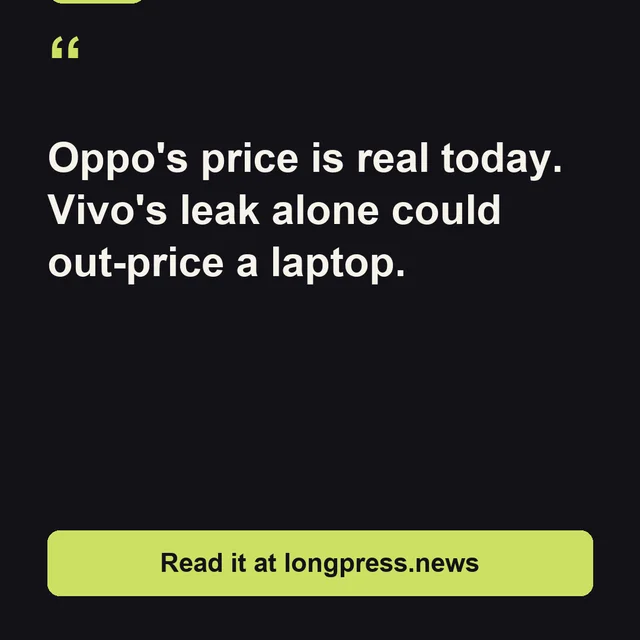 “
Oppo's price is real today.
Vivo's leak alone could
out-price a laptop.
Read it at longpress.news